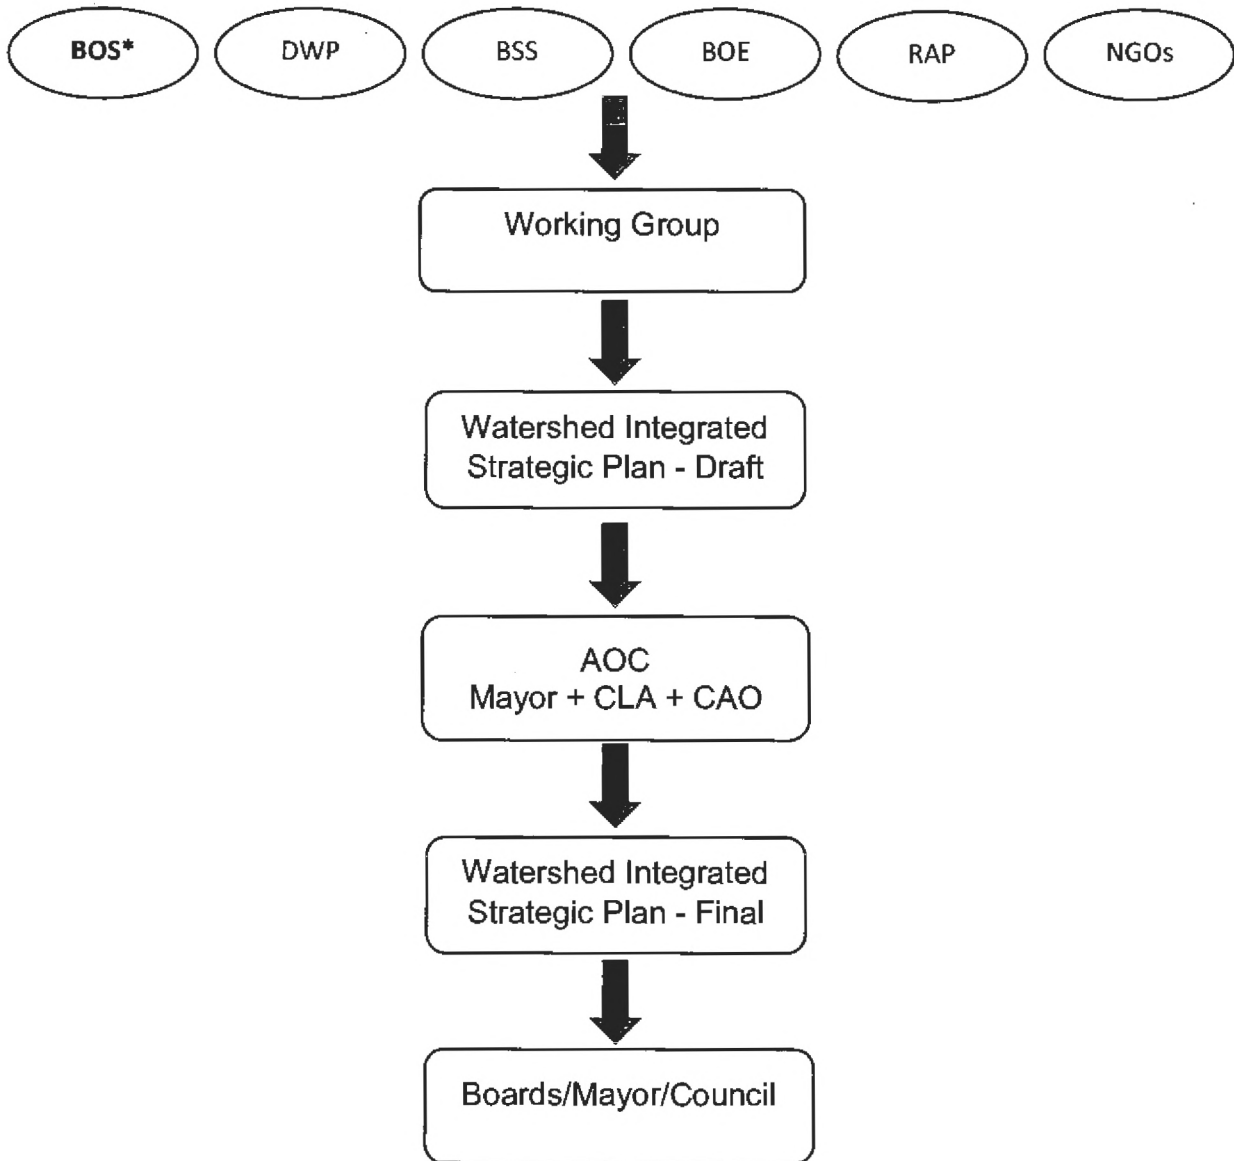 BOS* DWP BSS BOE RAP NGOs
Working Group
Watershed Integrated
Strategic Plan - Draft
AOC
Mayor + CLA + CAO
Watershed Integrated
Strategic Plan - Final
Boards/Mayor/Council